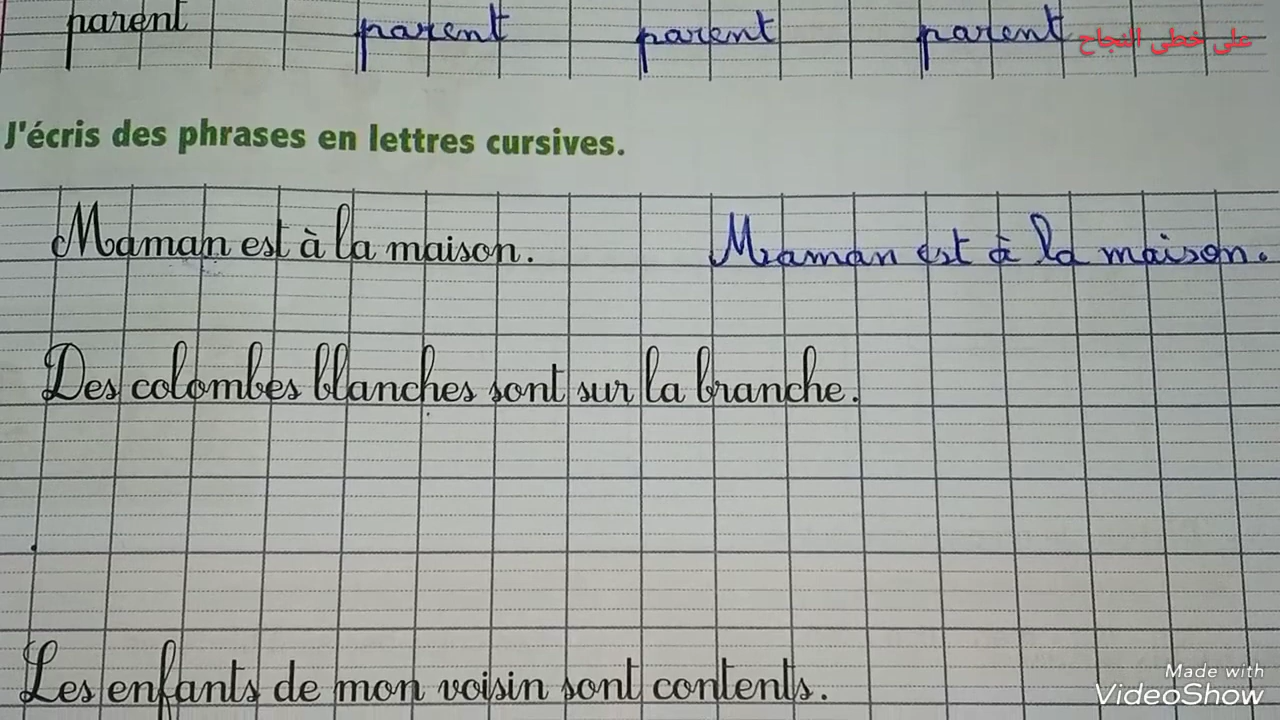 parent parent parent parent على خطى النجاح
J'écris des phrases en lettres cursives.
Maman est à la maison. Maman est à la maison.
Des colombes blanches sont sur la branche.
Les enfants de mon voisin sont contents.
Made with
VideoShow